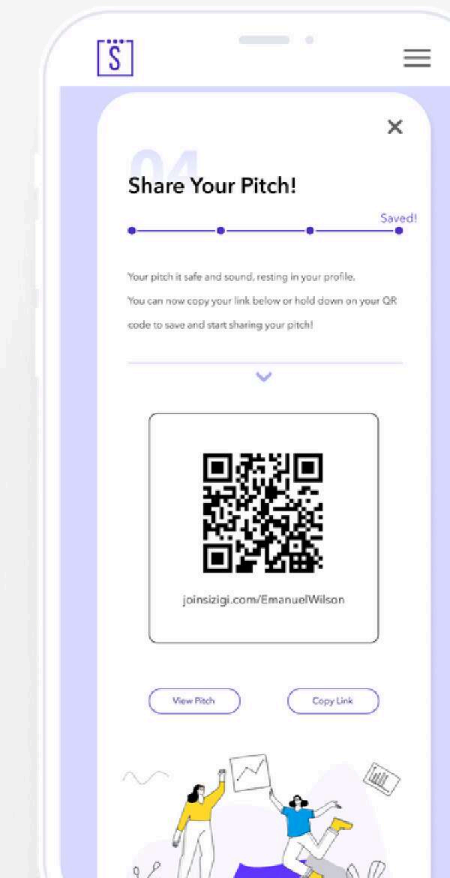 S
04
Share Your Pitch!
Saved!
Your pitch it safe and sound, resting in your profile.
You can now copy your link below or hold down on your QR
code to save and start sharing your pitch!
joinsizigi.com/EmanuelWilson
View Pitch
Copy Link